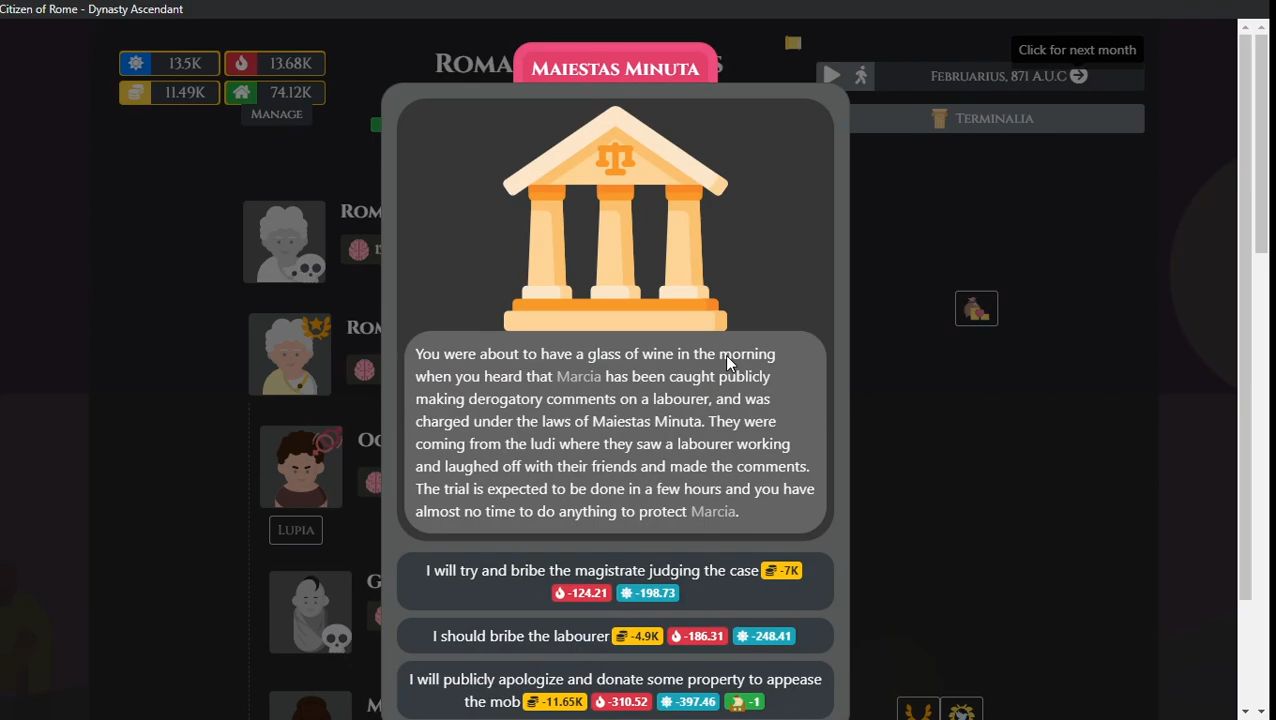 Citizen of Rome - Dynasty Ascendant
13.5K 13.68K
11.49K 74.12K
Manage
Maiestas Minuta
Click for next month
Februarius, 871 A.U.C
Terminalia
You were about to have a glass of wine in the morning
when you heard that Marcia has been caught publicly
making derogatory comments on a labourer, and was
charged under the laws of Maiestas Minuta. They were
coming from the ludi where they saw a labourer working
and laughed off with their friends and made the comments.
The trial is expected to be done in a few hours and you have
almost no time to do anything to protect Marcia.
Lupia
I will try and bribe the magistrate judging the case -7K
-124.21 -198.73
I should bribe the labourer -4.9K -186.31 -248.41
I will publicly apologize and donate some property to appease
the mob -11.65K -310.52 -397.46 -1